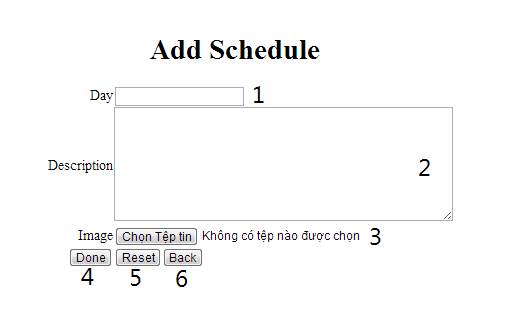 Add Schedule
Day 1
Description 2
Image Chọn Tệp tin Không có tệp nào được chọn 3
Done Reset Back
4 5 6